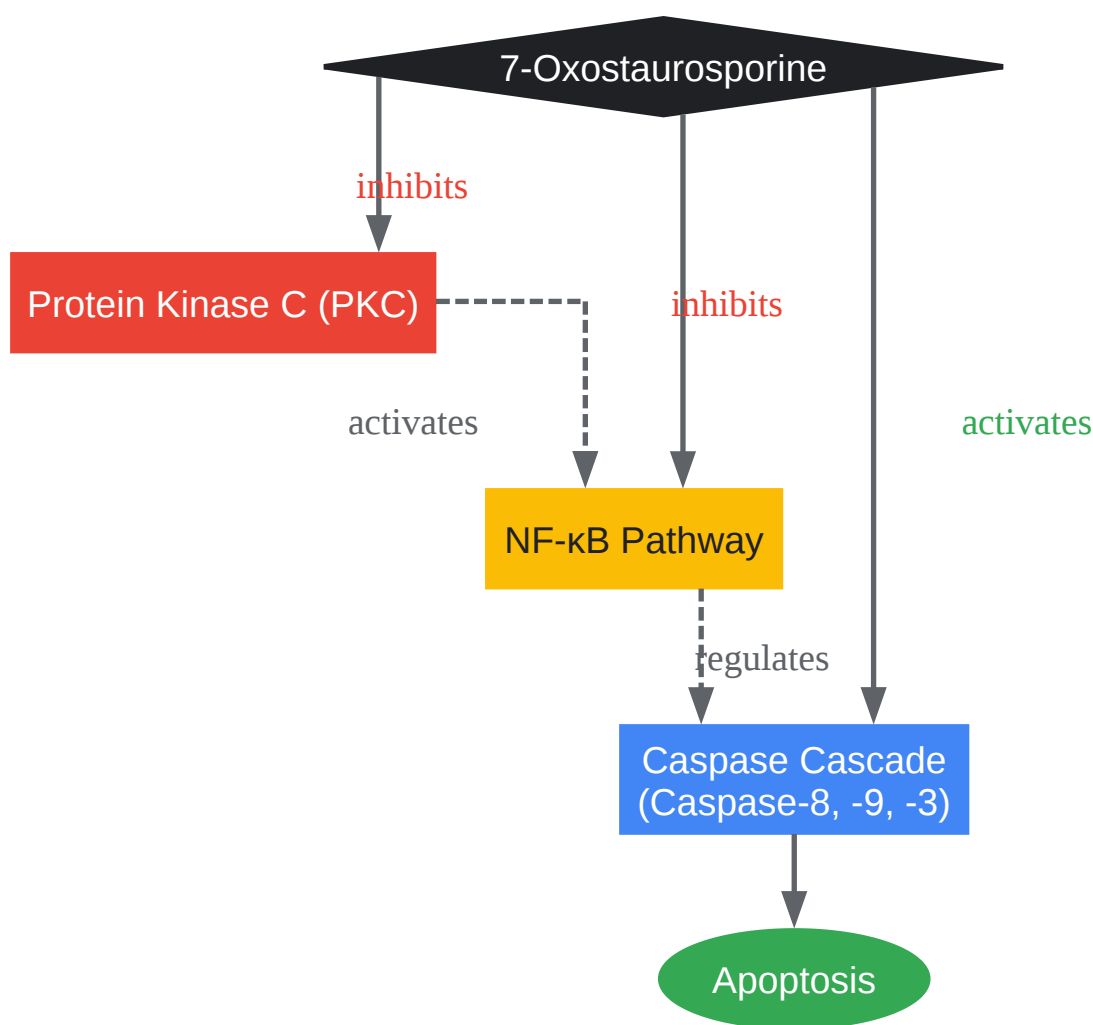 7-Oxostaurosporine
inhibits
Protein Kinase C (PKC)
inhibits
activates
activates
NF-κB Pathway
regulates
Caspase Cascade
(Caspase-8, -9, -3)
Apoptosis